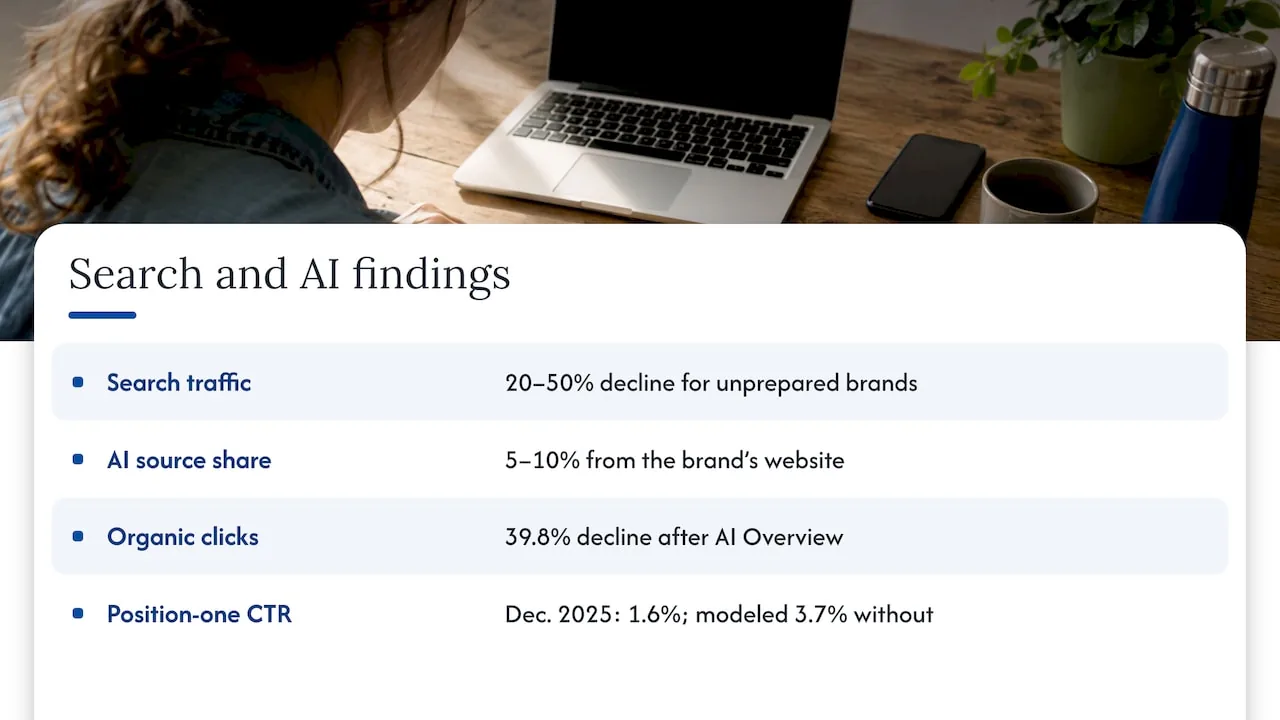 Search and AI findings
Search traffic 20–50% decline for unprepared brands
AI source share 5–10% from the brand’s website
Organic clicks 39.8% decline after AI Overview
Position-one CTR Dec. 2025: 1.6%; modeled 3.7% without